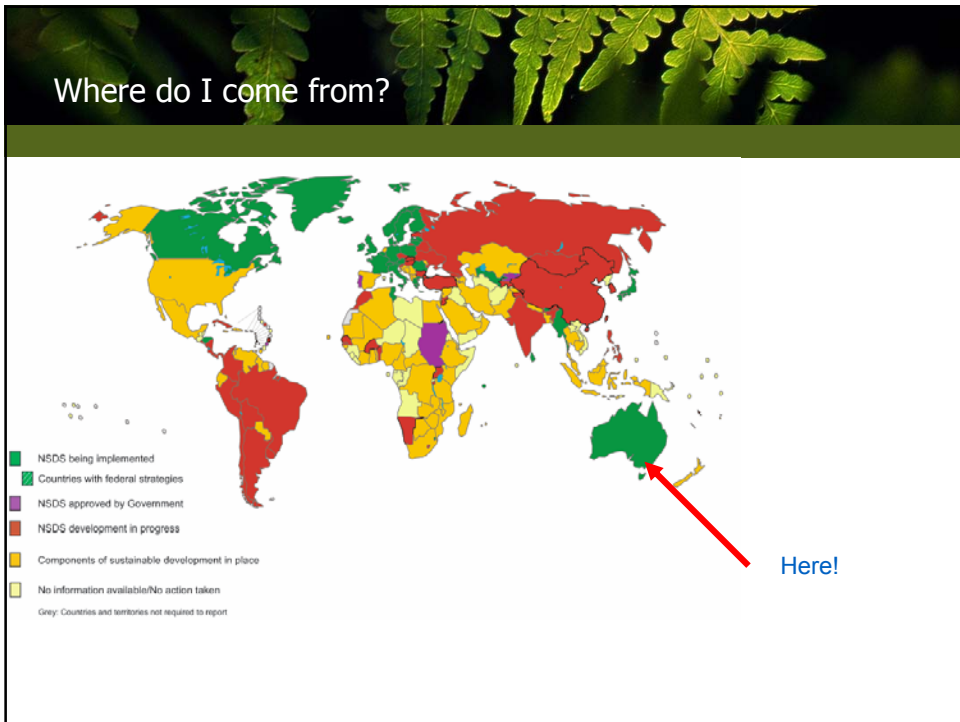 Where do I come from?
NSDS being implemented
Countries with federal strategies
NSDS approved by Government
NSDS development in progress
Components of sustainable development in place
No information available/No action taken
Grey: Countries and territories not required to report
Here!